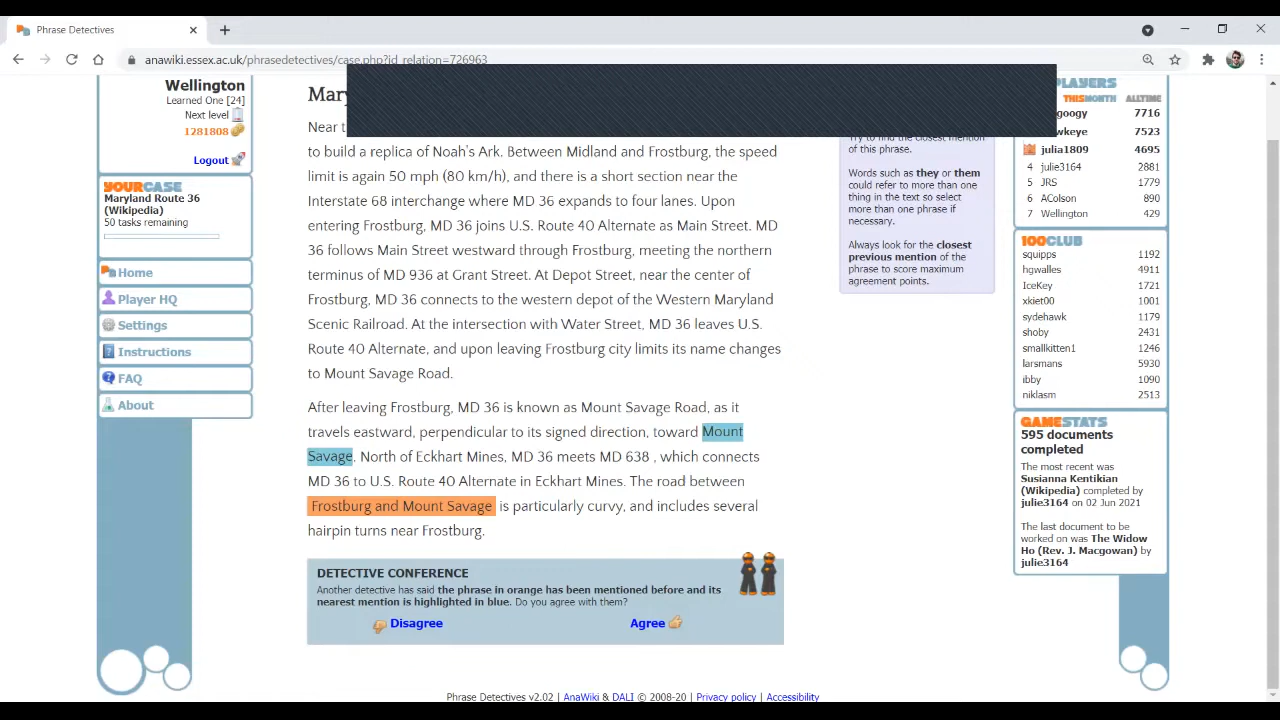 Phrase Detectives
anawiki.essex.ac.uk/phrasedetectives/case.php?id_relation=726963
Wellington
Learned One [24]
Next level
1281808
Logout
YOURCASE
Maryland Route 36
(Wikipedia)
50 tasks remaining
Home
Player HQ
Settings
Instructions
FAQ
About
Mary
Near
to build a replica of Noah's Ark. Between Midland and Frostburg, the speed
limit is again 50 mph (80 km/h), and there is a short section near the
Interstate 68 interchange where MD 36 expands to four lanes. Upon
entering Frostburg, MD 36 joins U.S. Route 40 Alternate as Main Street. MD
36 follows Main Street westward through Frostburg, meeting the northern
terminus of MD 936 at Grant Street. At Depot Street, near the center of
Frostburg, MD 36 connects to the western depot of the Western Maryland
Scenic Railroad. At the intersection with Water Street, MD 36 leaves U.S.
Route 40 Alternate, and upon leaving Frostburg city limits its name changes
to Mount Savage Road.
After leaving Frostburg, MD 36 is known as Mount Savage Road, as it
travels eastward, perpendicular to its signed direction, toward Mount
Savage. North of Eckhart Mines, MD 36 meets MD 638 , which connects
MD 36 to U.S. Route 40 Alternate in Eckhart Mines. The road between
Frostburg and Mount Savage is particularly curvy, and includes several
hairpin turns near Frostburg.
DETECTIVE CONFERENCE
Another detective has said the phrase in orange has been mentioned before and its
nearest mention is highlighted in blue. Do you agree with them?
Disagree
Agree
Try to find the closest mention
of this phrase.
Words such as they or them
could refer to more than one
thing in the text so select
more than one phrase if
necessary.
Always look for the closest
previous mention of the
phrase to score maximum
agreement points.
PLAYERS
THISMONTH ALLTIME
googy 7716
wkeye 7523
julia1809 4695
4 julie3164 2881
5 JRS 1779
6 AColson 890
7 Wellington 429
100CLUB
squipps 1192
hgwalles 4911
IceKey 1721
xkiet00 1001
sydehawk 1179
shoby 2431
smallkitten1 1246
larsmans 5930
ibby 1090
niklasm 2513
GAMESTATS
595 documents
completed
The most recent was
Susianna Kentikian
(Wikipedia) completed by
julie3164 on 02 Jun 2021
The last document to be
worked on was The Widow
Ho (Rev. J. Macgowan) by
julie3164
Phrase Detectives v2.02 | AnaWiki & DALI © 2008-20 | Privacy policy | Accessibility